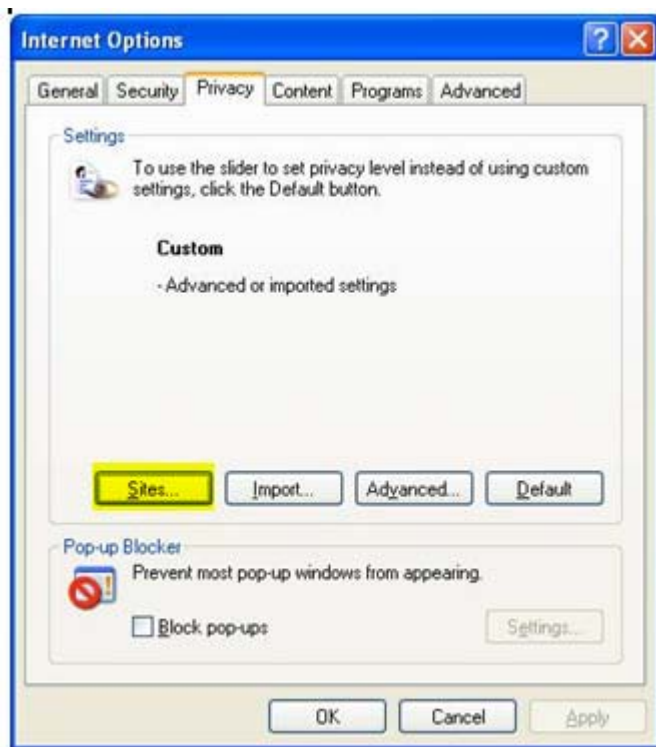 Internet Options
General Security Privacy Content Programs Advanced
Settings
To use the slider to set privacy level instead of using custom
settings, click the Default button.
Custom
- Advanced or imported settings
Sites... Import... Advanced... Default
Pop-up Blocker
Prevent most pop-up windows from appearing.
Block pop-ups Settings...
OK Cancel Apply